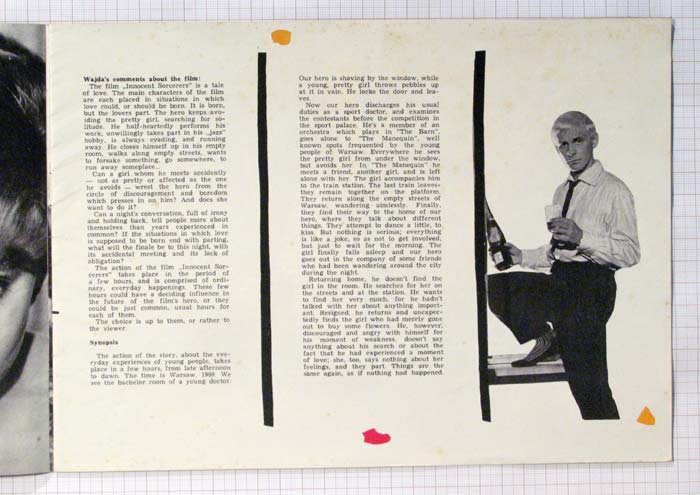 Wajda's comments about the film:
The film „Innocent Sorcerers" is a tale
of love. The main characters of the film
are each placed in situations in which
love could, or should be born. It is born,
but the lovers part. The hero keeps avo-
iding the pretty girl, searching for so-
litude. He half-heartedly performs his
work, unwillingly takes part in his „jazz"
hobby, is always evading, and running
away. He closes himself up in his empty
room, walks along empty streets, wants
to forsake something, go somewhere, to
run away someplace.
Can a girl whom he meets accidently
— not as pretty or affected as the one
he avoids — wrest the hero from the
circle of discouragement and boredom
which presses in on him? And does she
want to do it?
Can a night's conversation, full of irony
and holding back, tell people more about
themselves than years experienced in
common? If the situations in which love
is supposed to be born end with parting,
what will the finale be to this night, with
its accidental meeting and its lack of
obligation?
The action of the film „Innocent Sor-
cerers" takes place in the period of
a few hours, and is comprised of ordi-
nary, everyday happenings. These few
hours could have a deciding influence in
the future of the film's hero, or they
could be just common, usual hours for
each of them.
The choice is up to them, or rather to
the viewer.
Synopsis
The action of the story, about the eve-
ryday experiences of young people, takes
place in a few hours, from late afternoon
to dawn. The time is Warsaw, 1960. We
see the bachelor room of a young doctor.
Our hero is shaving by the window, while
a young, pretty girl throws pebbles up
at it in vain. He locks the door and lea-
ves.
Now our hero discharges his usual
duties as a sport doctor, and examines
the contestants before the competition in
the sport palace. He's a member of an
orchestra which plays in "The Barn",
goes alone to "The Manequin", well
known spots frequented by the young
people of Warsaw. Everywhere he sees
the pretty girl from under the window,
but avoids her. In "The Manequin" he
meets a friend, another girl, and is left
alone with her. The girl accompanies him
to the train station. The last train leaves-
they remain together on the platform.
They return along the empty streets of
Warsaw, wandering aimlessly. Finally,
they find their way to the home of our
hero, where they talk about different
things. They attempt to dance a little, to
kiss. But nothing is serious; everything
is like a joke, so as not to get involved,
but just to wait for the morning. The
girl finally falls asleep and our hero
goes out in the company of some friends
who had been wandering around the city
during the night.
Returning home, he doesn't find the
girl in the room. He searches for her on
the streets and at the station. He wants
to find her very much, for he hadn't
talked with her about anything import-
ant. Resigned, he returns and unexpec-
tedly finds the girl who had merely gone
out to buy some flowers. He, however,
discouraged and angry with himself for
his moment of weakness, doesn't say
anything about his search or about the
fact that he had experienced a moment
of love; she, too, says nothing about her
feelings, and they part. Things are the
same again, as if nothing had happened.